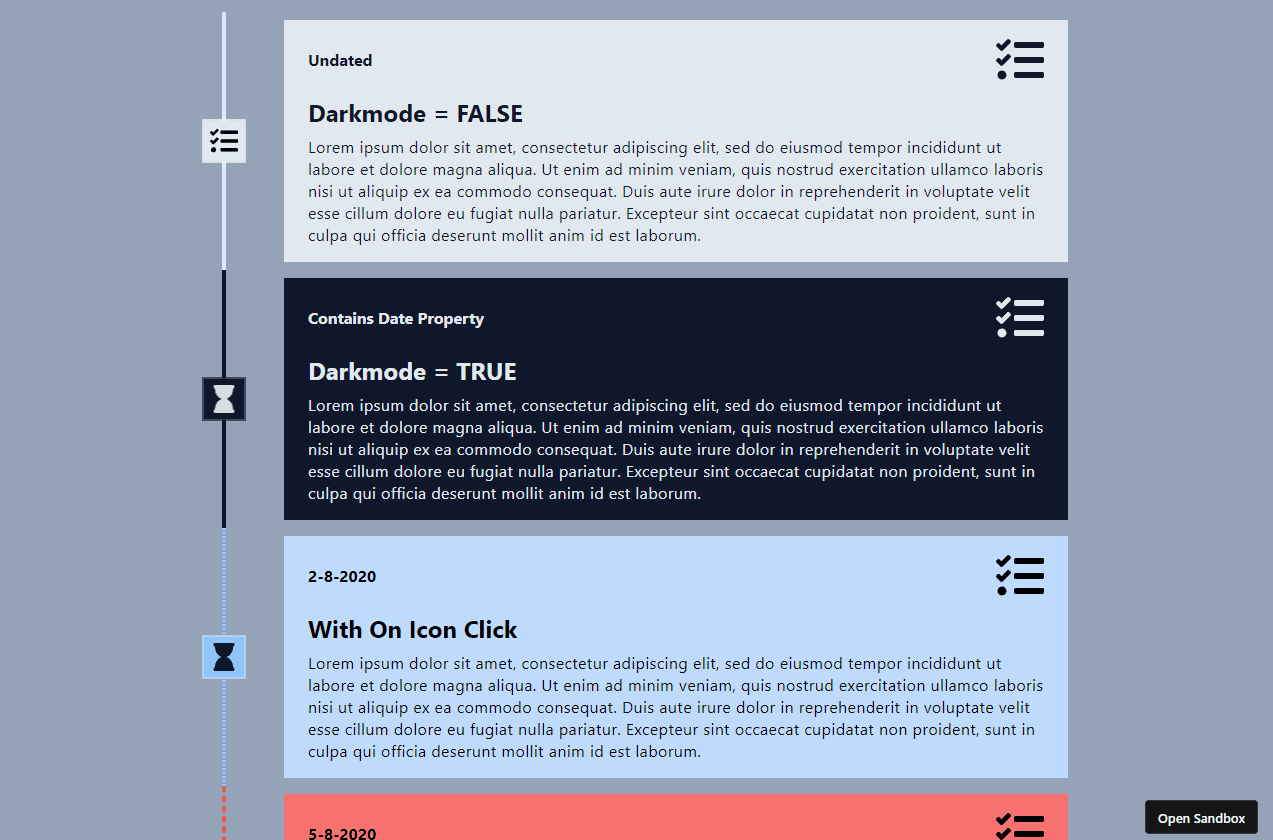 Undated
Darkmode = FALSE
Lorem ipsum dolor sit amet, consectetur adipiscing elit, sed do eiusmod tempor incididunt ut
labore et dolore magna aliqua. Ut enim ad minim veniam, quis nostrud exercitation ullamco laboris
nisi ut aliquip ex ea commodo consequat. Duis aute irure dolor in reprehenderit in voluptate velit
esse cillum dolore eu fugiat nulla pariatur. Excepteur sint occaecat cupidatat non proident, sunt in
culpa qui officia deserunt mollit anim id est laborum.
Contains Date Property
Darkmode = TRUE
Lorem ipsum dolor sit amet, consectetur adipiscing elit, sed do eiusmod tempor incididunt ut
labore et dolore magna aliqua. Ut enim ad minim veniam, quis nostrud exercitation ullamco laboris
nisi ut aliquip ex ea commodo consequat. Duis aute irure dolor in reprehenderit in voluptate velit
esse cillum dolore eu fugiat nulla pariatur. Excepteur sint occaecat cupidatat non proident, sunt in
culpa qui officia deserunt mollit anim id est laborum.
2-8-2020
With On Icon Click
Lorem ipsum dolor sit amet, consectetur adipiscing elit, sed do eiusmod tempor incididunt ut
labore et dolore magna aliqua. Ut enim ad minim veniam, quis nostrud exercitation ullamco laboris
nisi ut aliquip ex ea commodo consequat. Duis aute irure dolor in reprehenderit in voluptate velit
esse cillum dolore eu fugiat nulla pariatur. Excepteur sint occaecat cupidatat non proident, sunt in
culpa qui officia deserunt mollit anim id est laborum.
5-8-2020
Open Sandbox